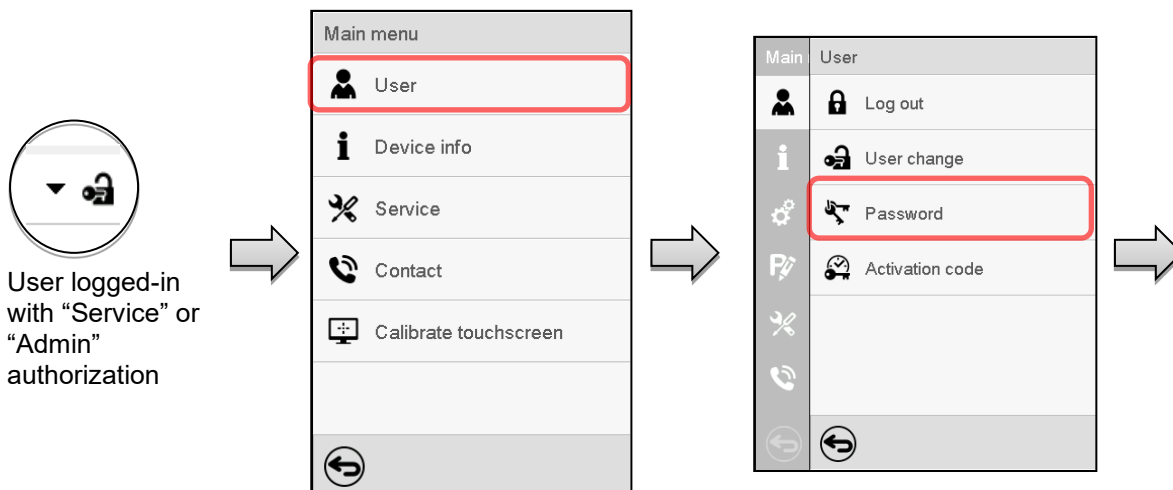 User logged-in
with “Service” or
“Admin”
authorization
Main menu
User
Device info
Service
Contact
Calibrate touchscreen
Main
User
Log out
User change
Password
Activation code